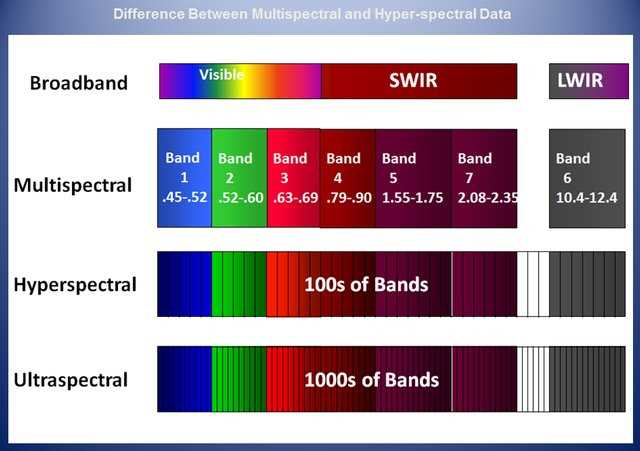 Difference Between Multispectral and Hyper-spectral Data
Broadband
Visible
SWIR
LWIR
Multispectral
Band
1
.45-.52
Band
2
.52-.60
Band
3
.63-.69
Band
4
.79-.90
Band
5
1.55-1.75
Band
7
2.08-2.35
Band
6
10.4-12.4
Hyperspectral
100s of Bands
Ultraspectral
1000s of Bands